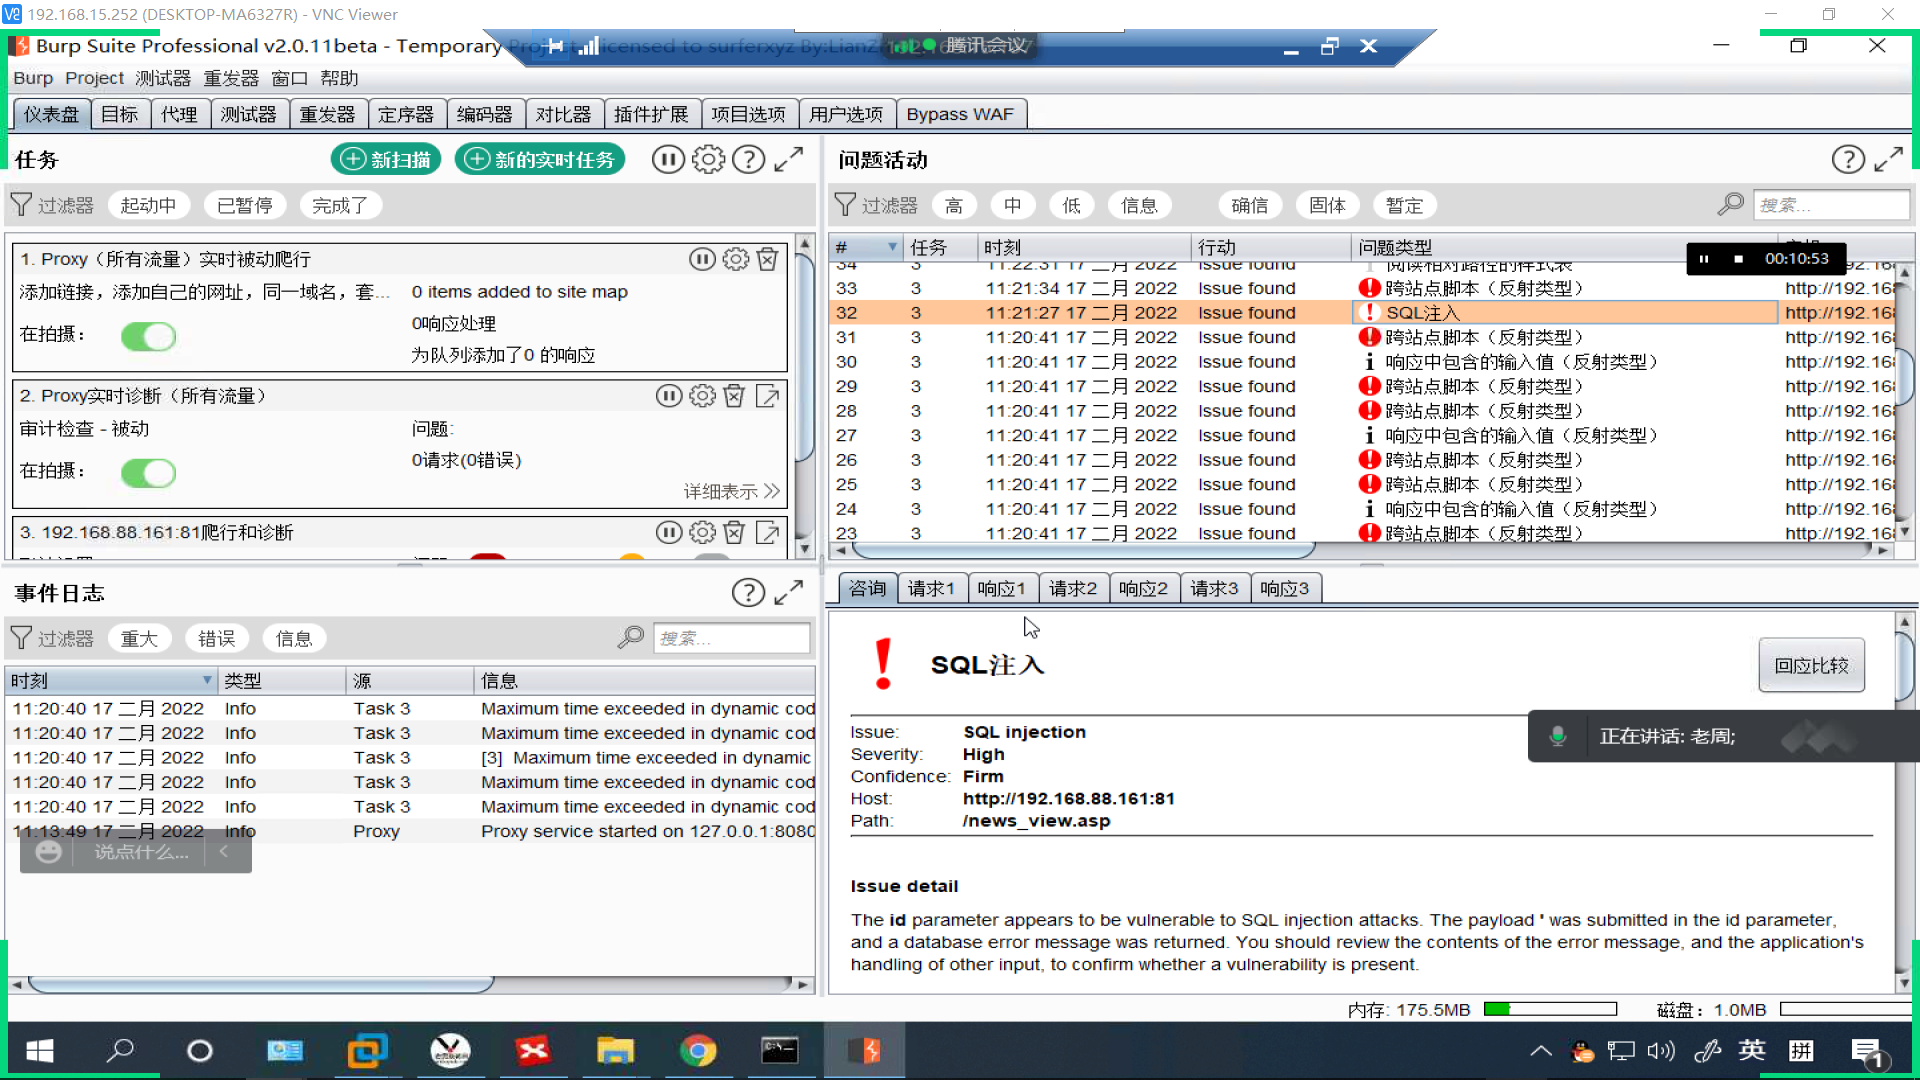 192.168.15.252 (DESKTOP-MA6327R) - VNC Viewer
Burp Suite Professional v2.0.11beta - Temporary
licensed to surferxyz By:LianZ
腾讯会议
Burp Project 测试器 重发器 窗口 帮助
仪表盘 目标 代理 测试器 重发器 定序器 编码器 对比器 插件扩展 项目选项 用户选项 Bypass WAF
任务 新扫描 新的实时任务
过滤器 起动中 已暂停 完成了
1. Proxy（所有流量）实时被动爬行
添加链接，添加自己的网址，同一域名，套... 0 items added to site map
0响应处理
在拍摄：
为队列添加了0 的响应
2. Proxy实时诊断（所有流量）
审计检查 - 被动 问题:
0请求(0错误)
在拍摄：
详细表示
3. 192.168.88.161:81爬行和诊断
问题活动
过滤器 高 中 低 信息 确信 固体 暂定 搜索...
# 任务 时刻 行动 问题类型
00:10:53
34 3 11:22:31 17 二月 2022 Issue found 阅读相对路径的样式表
33 3 11:21:34 17 二月 2022 Issue found 跨站点脚本（反射类型） http://192.16
32 3 11:21:27 17 二月 2022 Issue found SQL注入 http://192.16
31 3 11:20:41 17 二月 2022 Issue found 跨站点脚本（反射类型） http://192.16
30 3 11:20:41 17 二月 2022 Issue found 响应中包含的输入值（反射类型） http://192.16
29 3 11:20:41 17 二月 2022 Issue found 跨站点脚本（反射类型） http://192.16
28 3 11:20:41 17 二月 2022 Issue found 跨站点脚本（反射类型） http://192.16
27 3 11:20:41 17 二月 2022 Issue found 响应中包含的输入值（反射类型） http://192.16
26 3 11:20:41 17 二月 2022 Issue found 跨站点脚本（反射类型） http://192.16
25 3 11:20:41 17 二月 2022 Issue found 跨站点脚本（反射类型） http://192.16
24 3 11:20:41 17 二月 2022 Issue found 响应中包含的输入值（反射类型） http://192.16
23 3 11:20:41 17 二月 2022 Issue found 跨站点脚本（反射类型） http://192.16
事件日志
过滤器 重大 错误 信息 搜索...
时刻 类型 源 信息
11:20:40 17 二月 2022 Info Task 3 Maximum time exceeded in dynamic cod
11:20:40 17 二月 2022 Info Task 3 Maximum time exceeded in dynamic cod
11:20:40 17 二月 2022 Info Task 3 [3] Maximum time exceeded in dynamic
11:20:40 17 二月 2022 Info Task 3 Maximum time exceeded in dynamic cod
11:20:40 17 二月 2022 Info Task 3 Maximum time exceeded in dynamic cod
11:13:49 17 二月 2022 Info Proxy Proxy service started on 127.0.0.1:8080
说点什么...
咨询 请求1 响应1 请求2 响应2 请求3 响应3
SQL注入
回应比较
Issue: SQL injection
Severity: High
Confidence: Firm
Host: http://192.168.88.161:81
Path: /news_view.asp
正在讲话: 老周;
Issue detail
The id parameter appears to be vulnerable to SQL injection attacks. The payload ' was submitted in the id parameter,
and a database error message was returned. You should review the contents of the error message, and the application's
handling of other input, to confirm whether a vulnerability is present.
内存: 175.5MB 磁盘： 1.0MB
英 拼 1